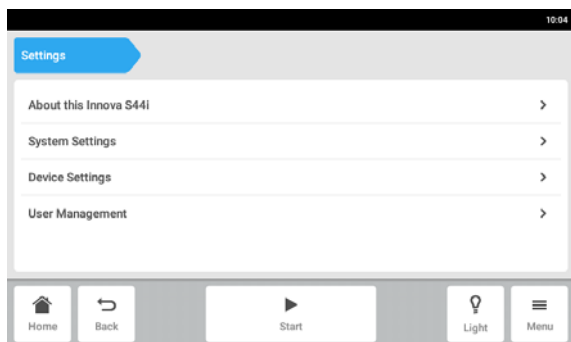 10:04
Settings
About this Innova S44i
System Settings
Device Settings
User Management
Home
Back
Start
Light
Menu